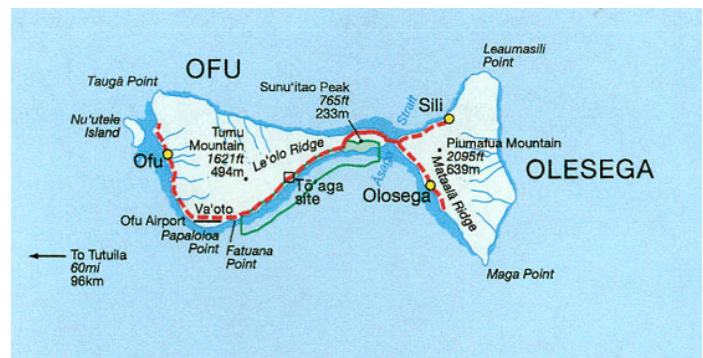 OFU
Taugā Point
Nu'utele
Island
Ofu
Tumu
Mountain
1621ft
494m
Le'olo Ridge
Sunu'itao Peak
765ft
233m
Asaga
Strait
Leaumasili
Point
Sili
Piumafua Mountain
2095ft
639m
OLESEGA
Mataalā Ridge
Olosega
Maga Point
Tō'aga
site
Va'oto
Ofu Airport
Papaloloa
Point
Fatuana
Point
To Tutuila
60mi
96km